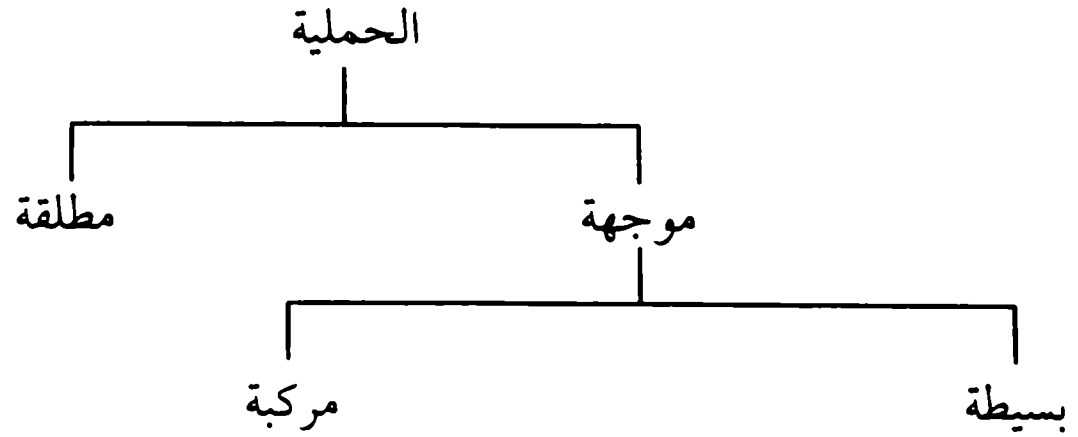 الحملية
موجهة
مطلقة
بسيطة
مركبة